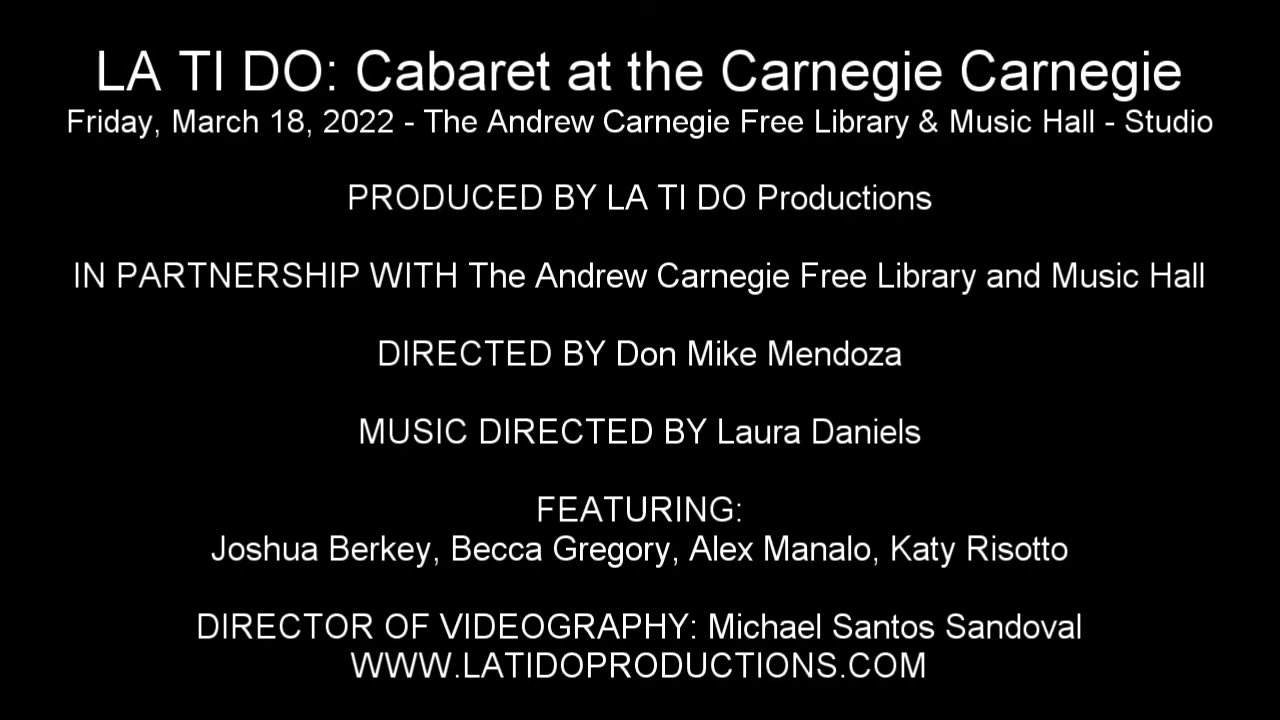 LA TI DO: Cabaret at the Carnegie Carnegie
Friday, March 18, 2022 - The Andrew Carnegie Free Library & Music Hall - Studio
PRODUCED BY LA TI DO Productions
IN PARTNERSHIP WITH The Andrew Carnegie Free Library and Music Hall
DIRECTED BY Don Mike Mendoza
MUSIC DIRECTED BY Laura Daniels
FEATURING:
Joshua Berkey, Becca Gregory, Alex Manalo, Katy Risotto
DIRECTOR OF VIDEOGRAPHY: Michael Santos Sandoval
WWW.LATIDOPRODUCTIONS.COM